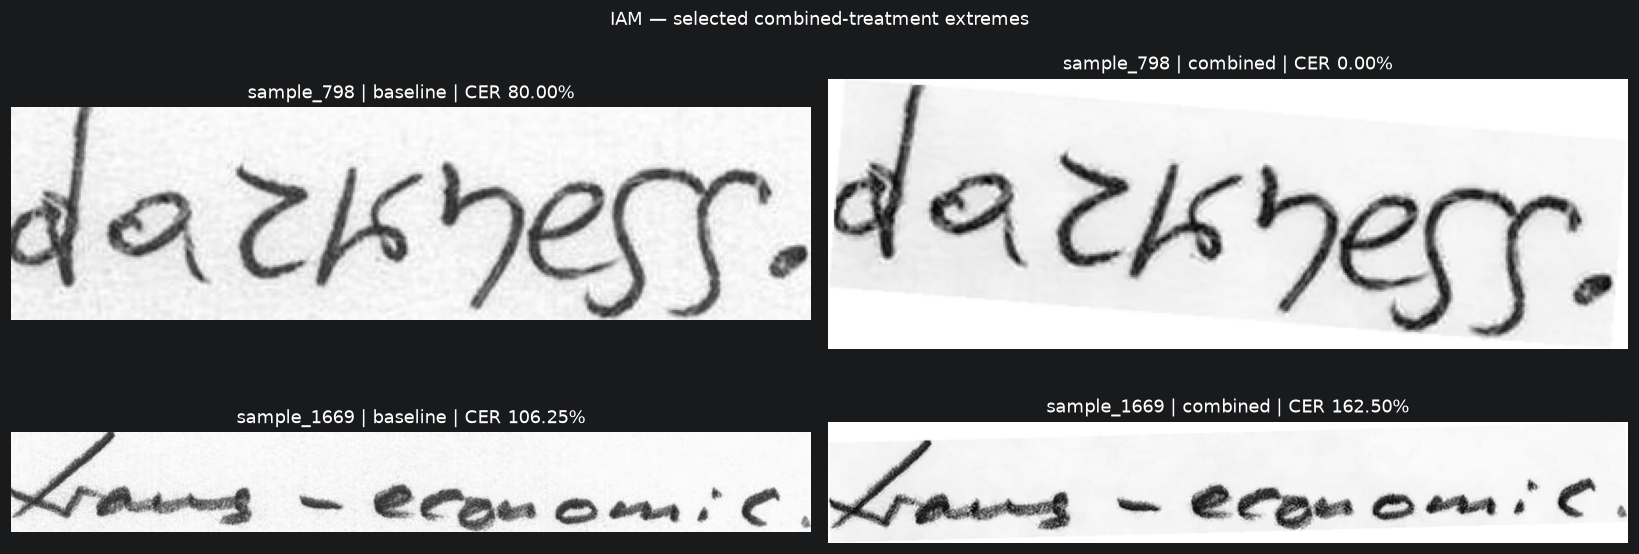 IAM — selected combined-treatment extremes
sample_798 | baseline | CER 80.00%
darkness.
sample_798 | combined | CER 0.00%
darkness.
sample_1669 | baseline | CER 106.25%
trans - economic.
sample_1669 | combined | CER 162.50%
trans - economic.